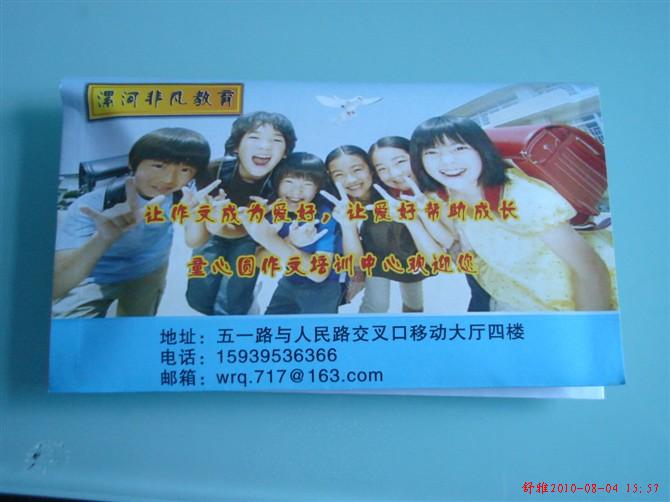 漯河非凡教育
让作文成为爱好，让爱好帮助成长
童心圆作文培训中心欢迎您
地址：五一路与人民路交叉口移动大厅四楼
电话：15939536366
邮箱：wrq.717@163.com
舒雅2010-08-04 15:57